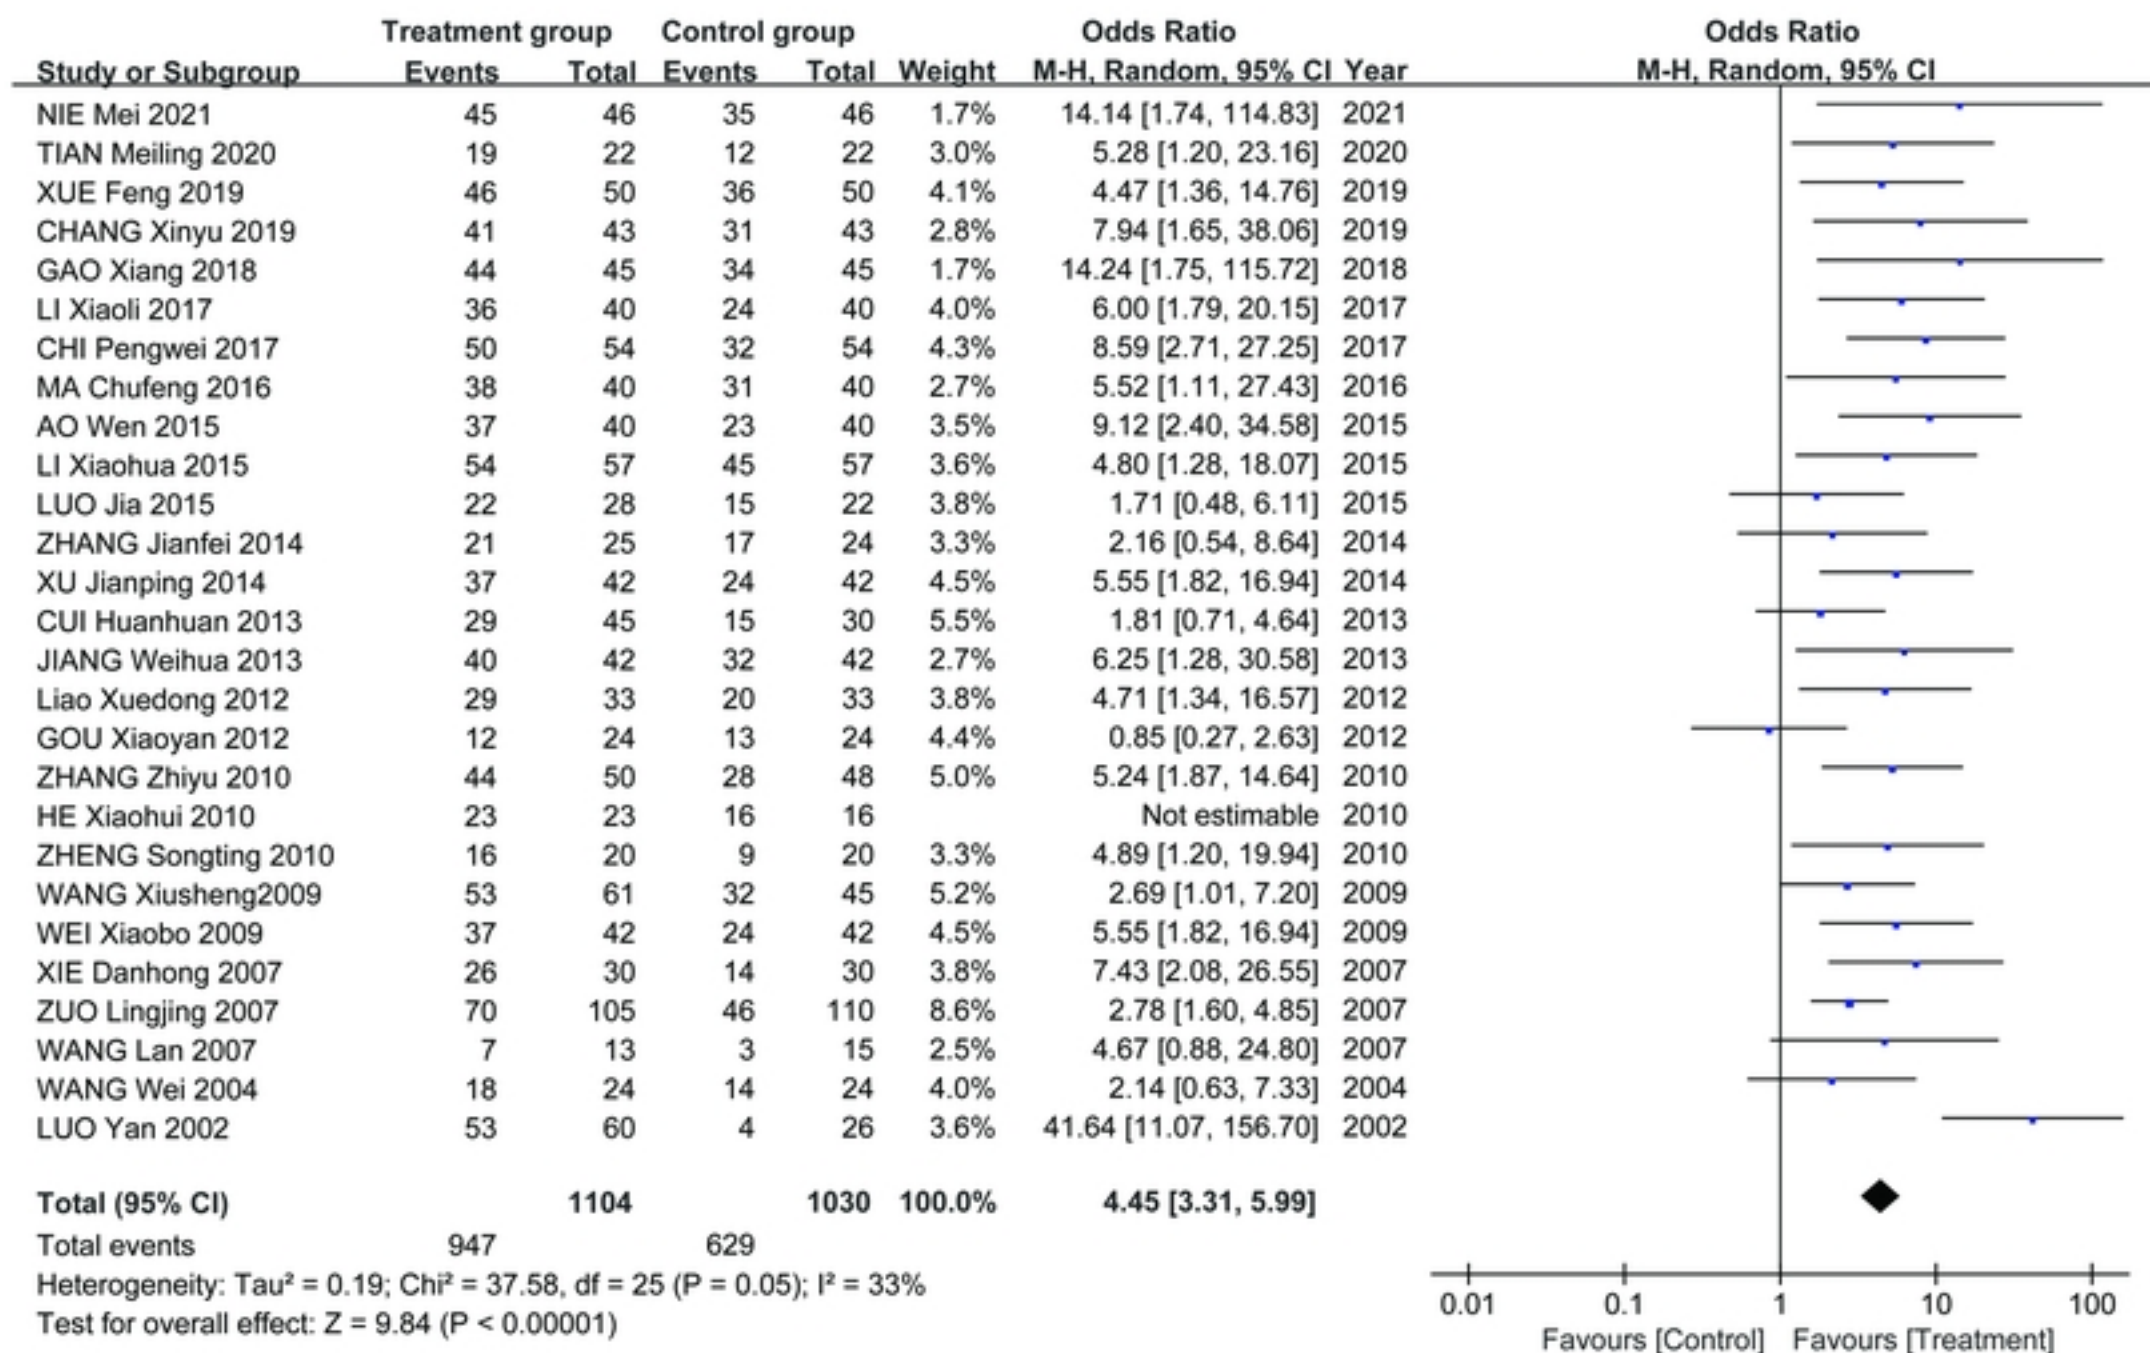 Treatment group Control group Odds Ratio Odds Ratio
Study or Subgroup Events Total Events Total Weight M-H, Random, 95% CI Year M-H, Random, 95% CI
NIE Mei 2021 45 46 35 46 1.7% 14.14 [1.74, 114.83] 2021
TIAN Meiling 2020 19 22 12 22 3.0% 5.28 [1.20, 23.16] 2020
XUE Feng 2019 46 50 36 50 4.1% 4.47 [1.36, 14.76] 2019
CHANG Xinyu 2019 41 43 31 43 2.8% 7.94 [1.65, 38.06] 2019
GAO Xiang 2018 44 45 34 45 1.7% 14.24 [1.75, 115.72] 2018
LI Xiaoli 2017 36 40 24 40 4.0% 6.00 [1.79, 20.15] 2017
CHI Pengwei 2017 50 54 32 54 4.3% 8.59 [2.71, 27.25] 2017
MA Chufeng 2016 38 40 31 40 2.7% 5.52 [1.11, 27.43] 2016
AO Wen 2015 37 40 23 40 3.5% 9.12 [2.40, 34.58] 2015
LI Xiaohua 2015 54 57 45 57 3.6% 4.80 [1.28, 18.07] 2015
LUO Jia 2015 22 28 15 22 3.8% 1.71 [0.48, 6.11] 2015
ZHANG Jianfei 2014 21 25 17 24 3.3% 2.16 [0.54, 8.64] 2014
XU Jianping 2014 37 42 24 42 4.5% 5.55 [1.82, 16.94] 2014
CUI Huanhuan 2013 29 45 15 30 5.5% 1.81 [0.71, 4.64] 2013
JIANG Weihua 2013 40 42 32 42 2.7% 6.25 [1.28, 30.58] 2013
Liao Xuedong 2012 29 33 20 33 3.8% 4.71 [1.34, 16.57] 2012
GOU Xiaoyan 2012 12 24 13 24 4.4% 0.85 [0.27, 2.63] 2012
ZHANG Zhiyu 2010 44 50 28 48 5.0% 5.24 [1.87, 14.64] 2010
HE Xiaohui 2010 23 23 16 16 Not estimable 2010
ZHENG Songting 2010 16 20 9 20 3.3% 4.89 [1.20, 19.94] 2010
WANG Xiusheng2009 53 61 32 45 5.2% 2.69 [1.01, 7.20] 2009
WEI Xiaobo 2009 37 42 24 42 4.5% 5.55 [1.82, 16.94] 2009
XIE Danhong 2007 26 30 14 30 3.8% 7.43 [2.08, 26.55] 2007
ZUO Lingjing 2007 70 105 46 110 8.6% 2.78 [1.60, 4.85] 2007
WANG Lan 2007 7 13 3 15 2.5% 4.67 [0.88, 24.80] 2007
WANG Wei 2004 18 24 14 24 4.0% 2.14 [0.63, 7.33] 2004
LUO Yan 2002 53 60 4 26 3.6% 41.64 [11.07, 156.70] 2002
Total (95% CI) 1104 1030 100.0% 4.45 [3.31, 5.99]
Total events 947 629
Heterogeneity: Tau² = 0.19; Chi² = 37.58, df = 25 (P = 0.05); I² = 33%
Test for overall effect: Z = 9.84 (P < 0.00001)
0.01 0.1 1 10 100
Favours [Control] Favours [Treatment]